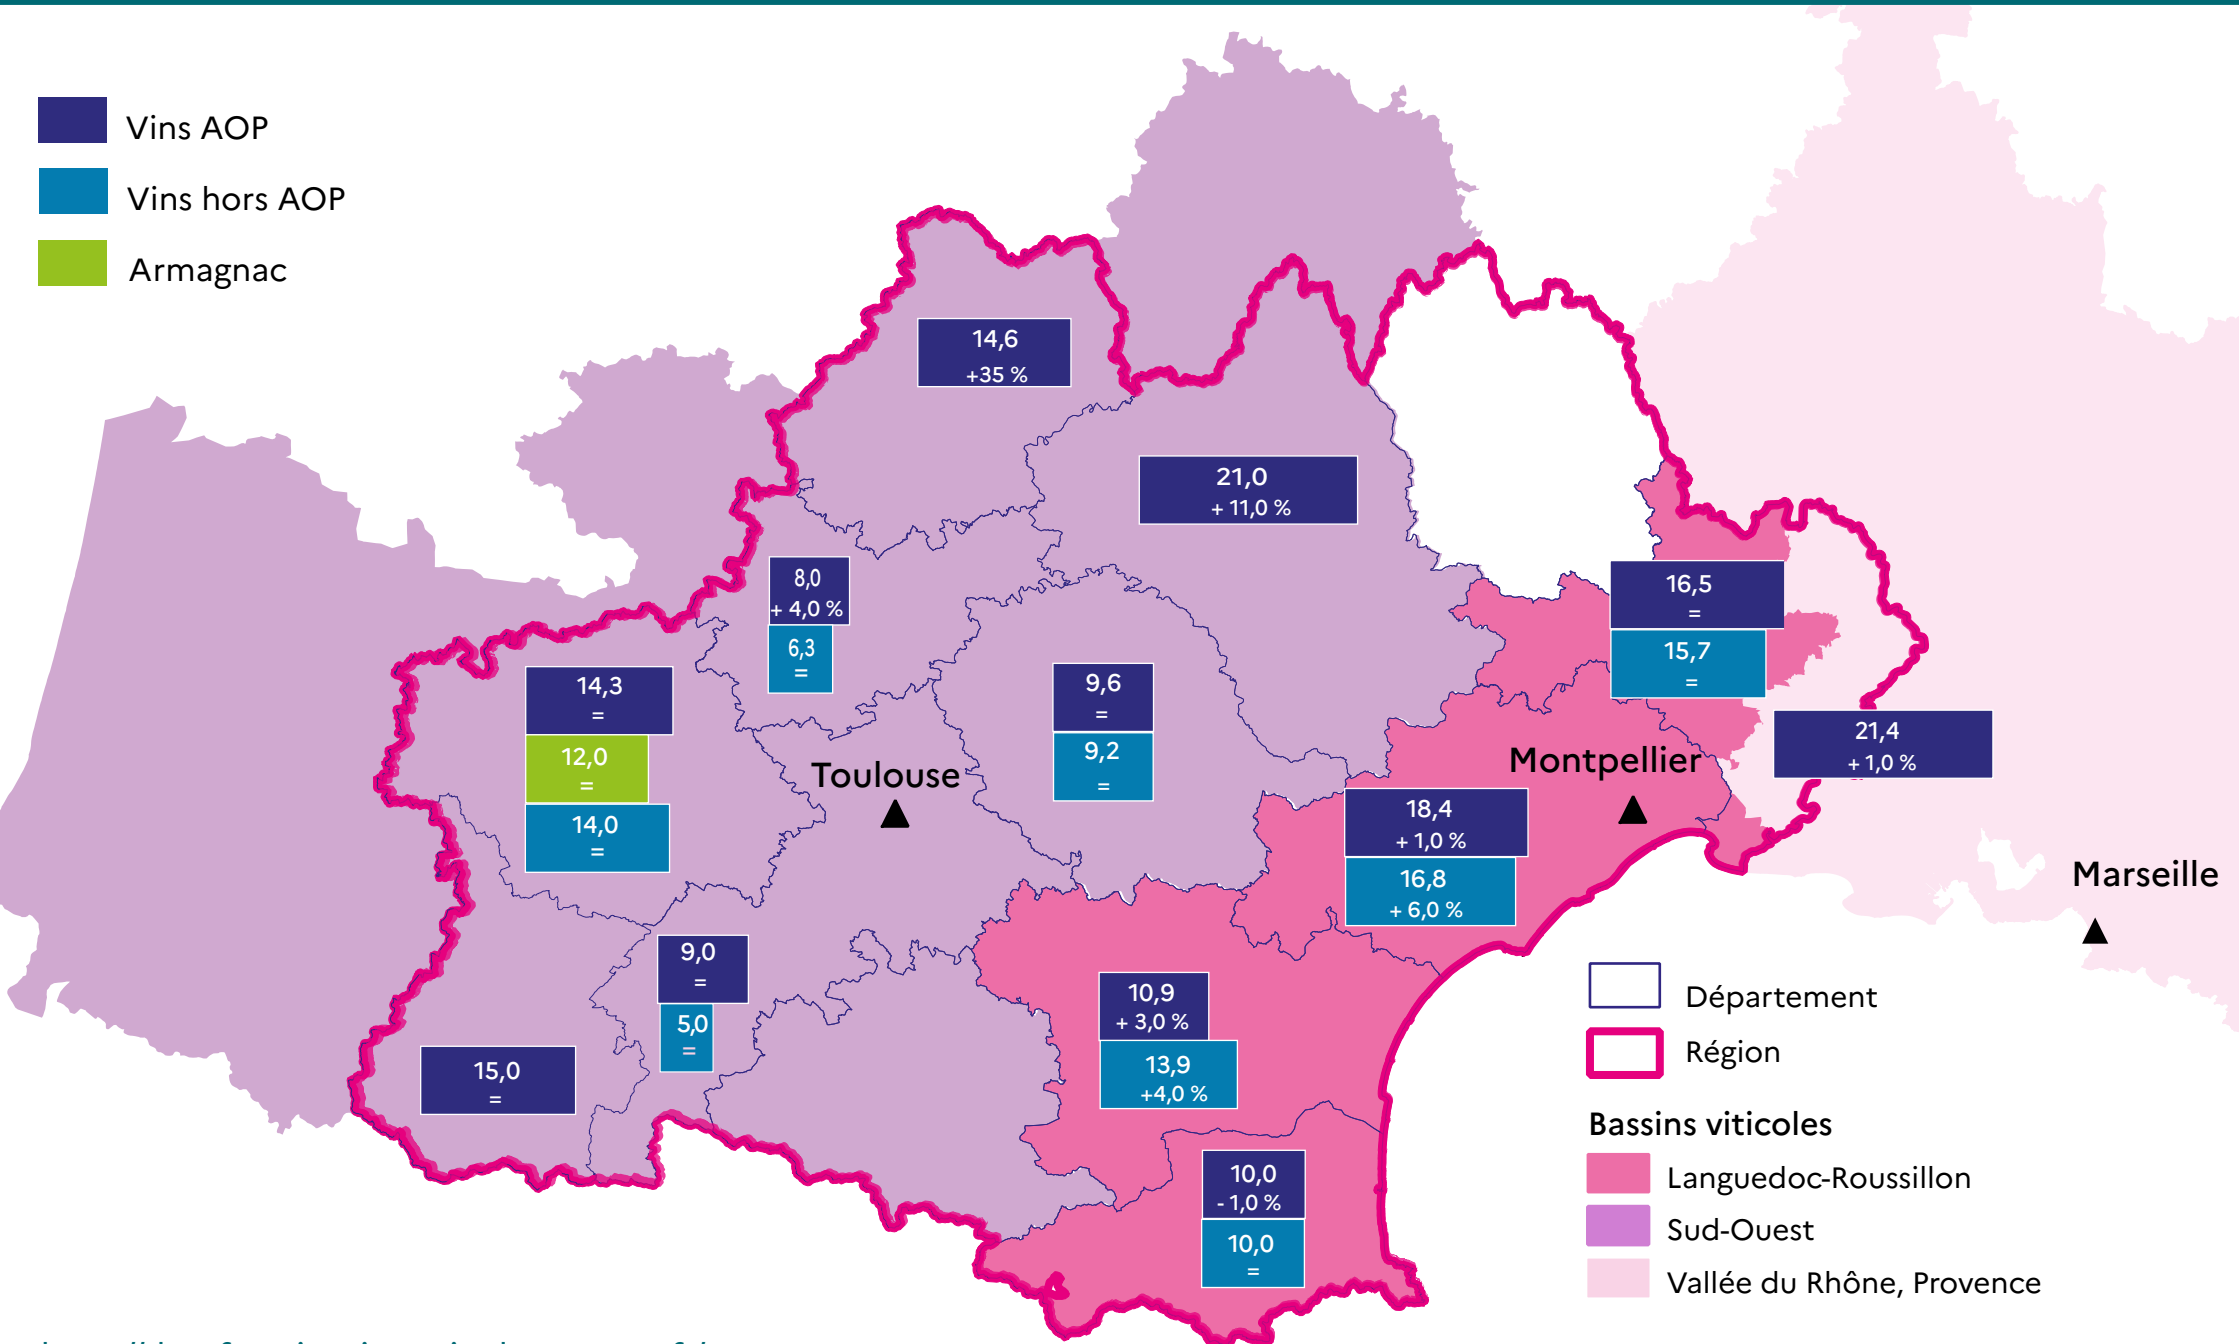 Vins AOP
Vins hors AOP
Armagnac
14,6
+35 %
21,0
+ 11,0 %
8,0
+ 4,0 %
6,3
=
16,5
=
15,7
=
14,3
=
12,0
=
14,0
=
9,6
=
9,2
=
21,4
+ 1,0 %
Toulouse
Montpellier
18,4
+ 1,0 %
16,8
+ 6,0 %
Marseille
9,0
=
5,0
=
10,9
+ 3,0 %
13,9
+4,0 %
15,0
=
10,0
- 1,0 %
10,0
=
Département
Région
Bassins viticoles
Languedoc-Roussillon
Sud-Ouest
Vallée du Rhône, Provence